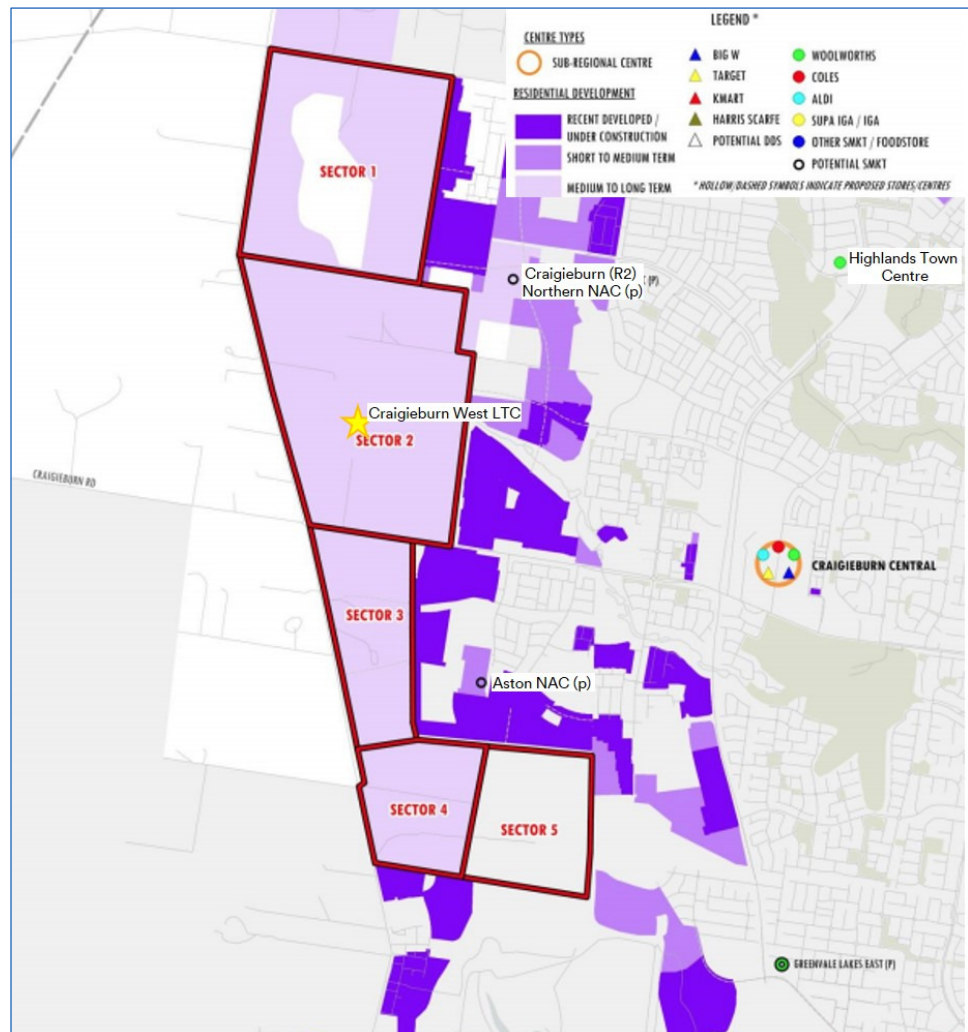 LEGEND *
CENTRE TYPES
SUB-REGIONAL CENTRE
RESIDENTIAL DEVELOPMENT
RECENT DEVELOPED /
UNDER CONSTRUCTION
SHORT TO MEDIUM TERM
MEDIUM TO LONG TERM
BIG W
TARGET
KMART
HARRIS SCARFE
POTENTIAL DDS
WOOLWORTHS
COLES
ALDI
SUPA IGA / IGA
OTHER SMKT / FOODSTORE
POTENTIAL SMKT
* HOLLOW/DASHED SYMBOLS INDICATE PROPOSED STORES/CENTRES
SECTOR 1
Highlands Town
Centre
Craigieburn (R2)
Northern NAC (p)
(P)
Craigieburn West LTC
SECTOR 2
CRAIGIEBURN RD
CRAIGIEBURN CENTRAL
SECTOR 3
Aston NAC (p)
SECTOR 4
SECTOR 5
GREENVALE LAKES EAST (P)